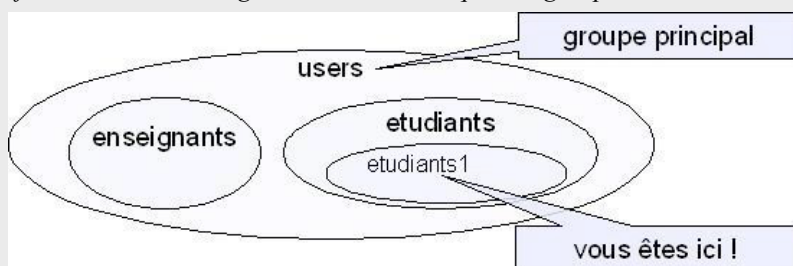 groupe principal
users
enseignants
etudiants
etudiants1
vous êtes ici !